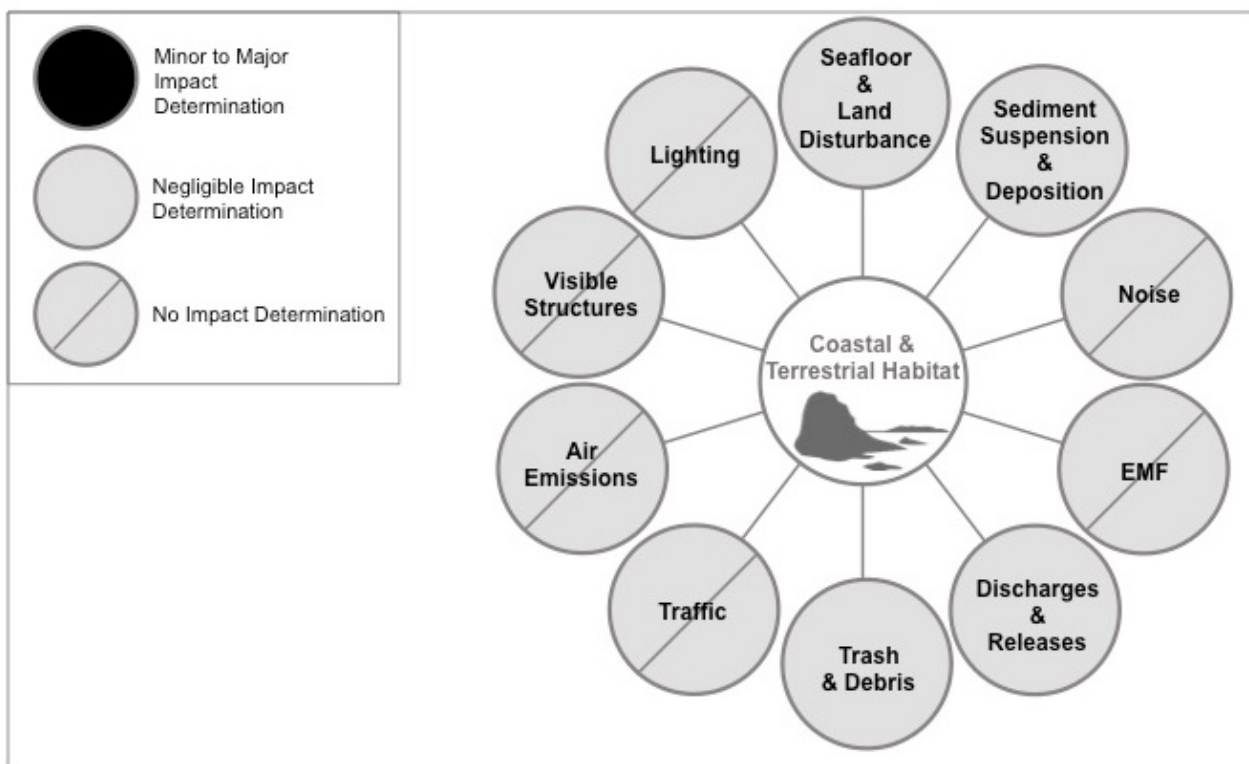 Minor to Major
Impact
Determination
Negligible Impact
Determination
No Impact Determination
Seafloor
&
Land
Disturbance
Sediment
Suspension
&
Deposition
Noise
EMF
Discharges
&
Releases
Trash
& Debris
Traffic
Air
Emissions
Visible
Structures
Lighting
Coastal &
Terrestrial Habitat